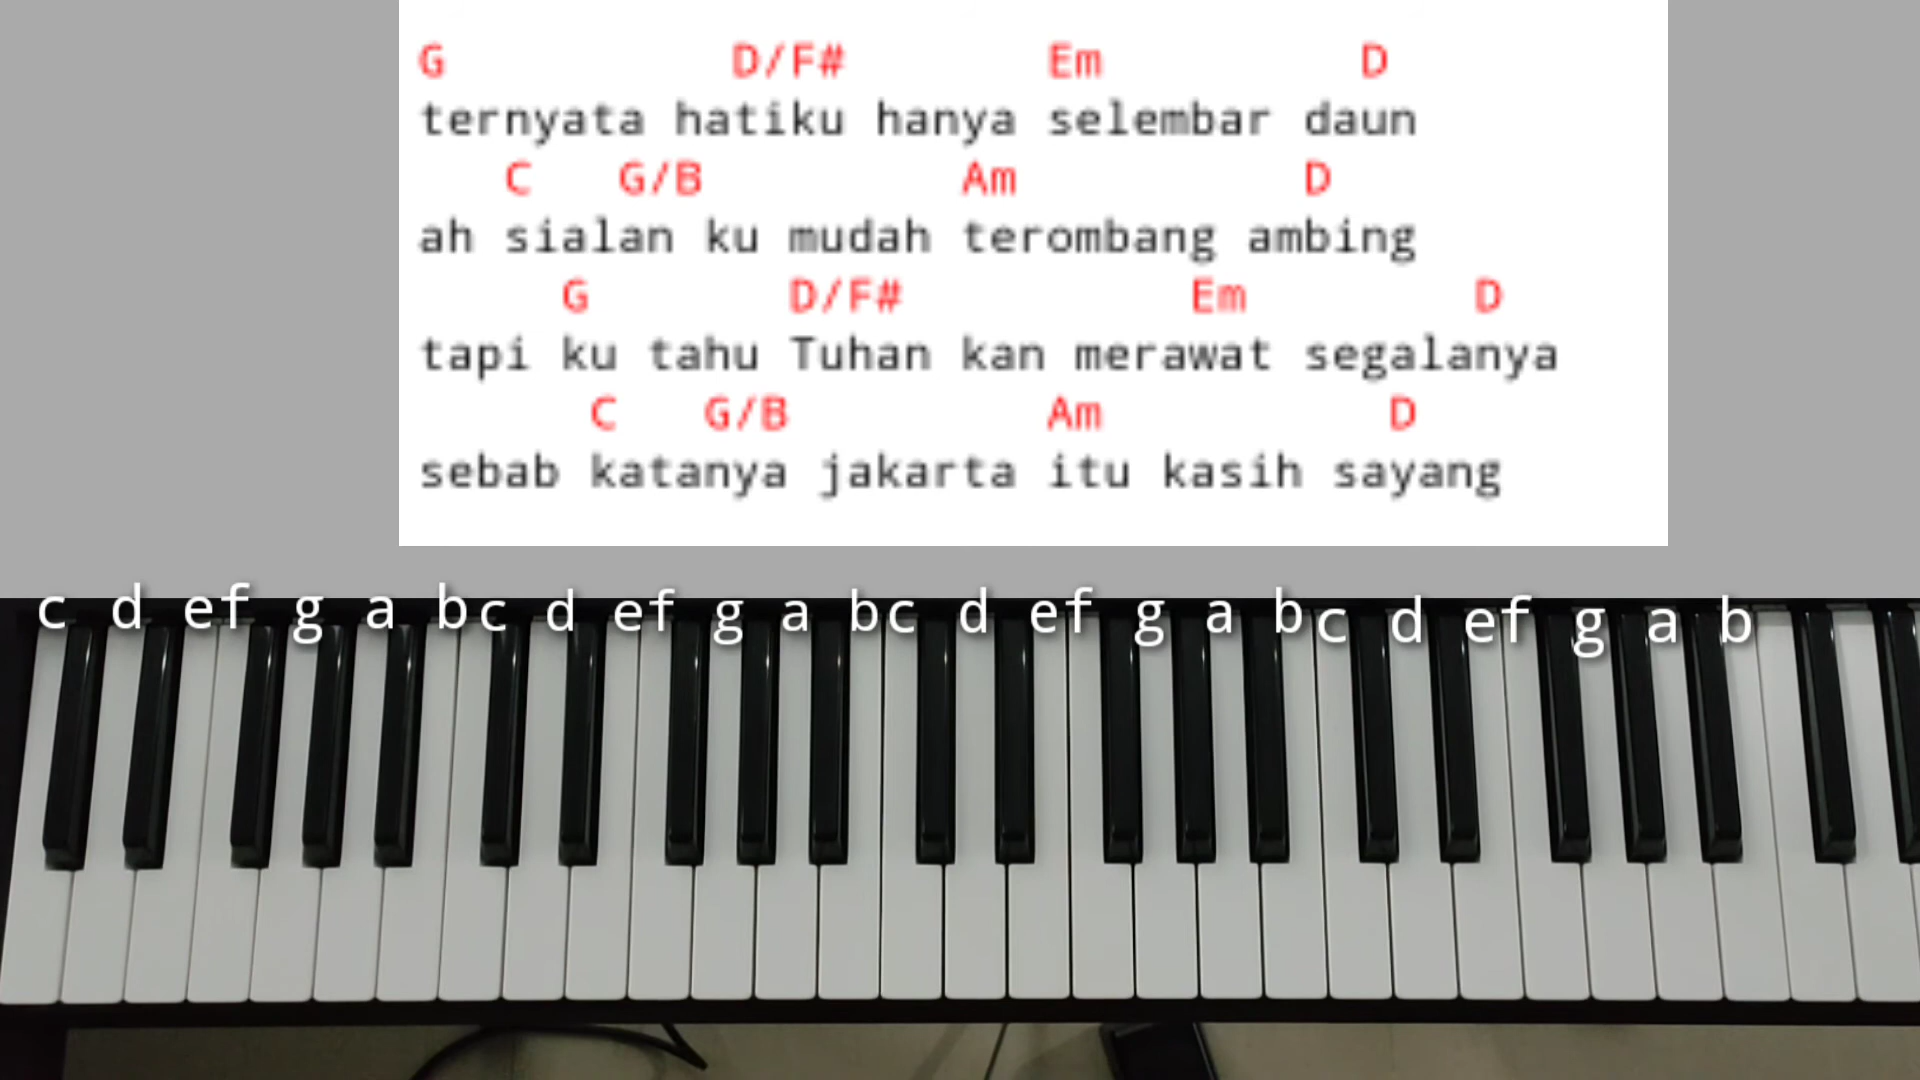 G D/F# Em D
ternyata hatiku hanya selembar daun
C G/B Am D
ah sialan ku mudah terombang ambing
G D/F# Em D
tapi ku tahu Tuhan kan merawat segalanya
C G/B Am D
sebab katanya jakarta itu kasih sayang
c d ef g a bc d ef g a bc d ef g a bc d ef g a b